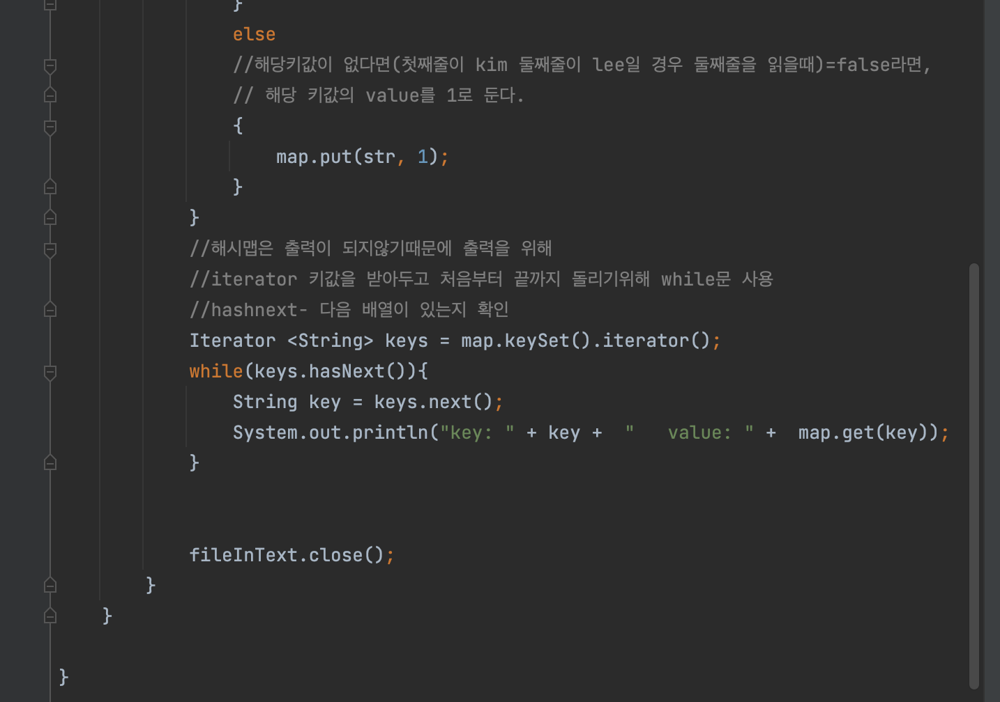 }
else
//해당키값이 없다면(첫째줄이 kim 둘째줄이 lee일 경우 둘째줄을 읽을때)=false라면,
// 해당 키값의 value를 1로 둔다.
{
map.put(str, 1);
}
}
//해시맵은 출력이 되지않기때문에 출력을 위해
//iterator 키값을 받아두고 처음부터 끝까지 돌리기위해 while문 사용
//hashnext- 다음 배열이 있는지 확인
Iterator <String> keys = map.keySet().iterator();
while(keys.hasNext()){
String key = keys.next();
System.out.println("key: " + key +  "   value: " +  map.get(key));
}
fileInText.close();
}
}
}